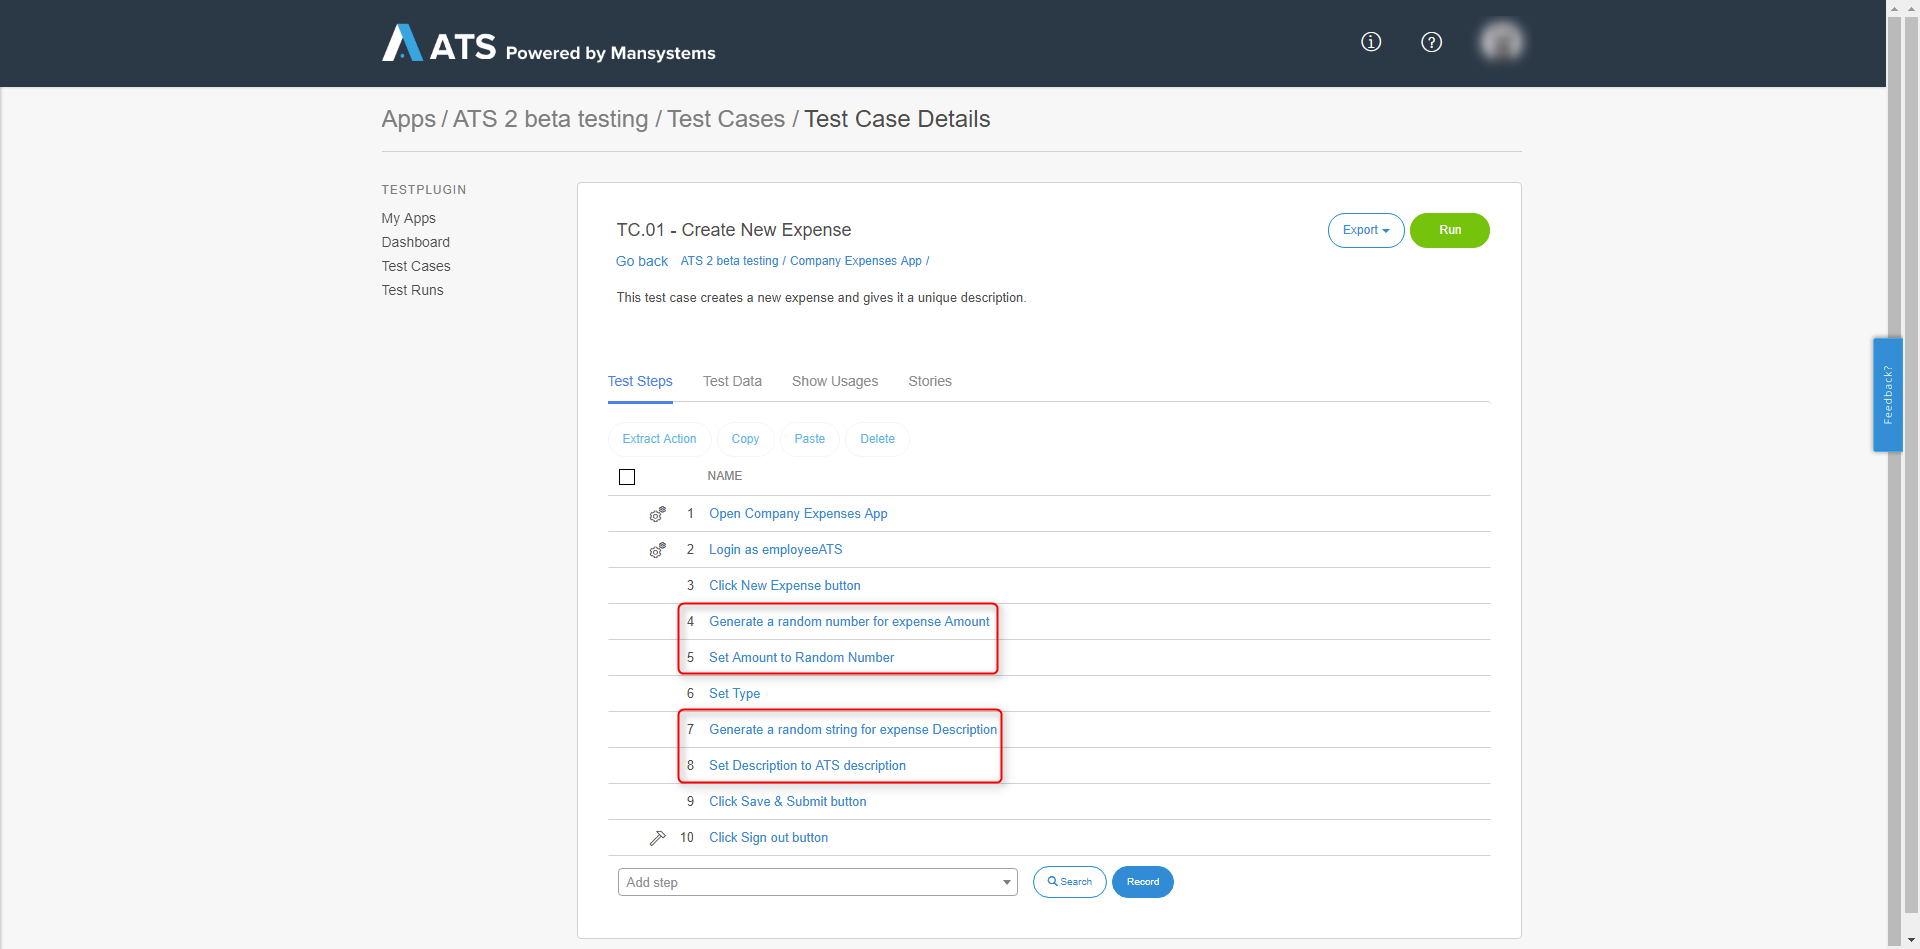 ATS Powered by Mansystems
Apps / ATS 2 beta testing / Test Cases / Test Case Details
TESTPLUGIN
My Apps
Dashboard
Test Cases
Test Runs
TC.01 - Create New Expense
Export
Run
Go back ATS 2 beta testing / Company Expenses App /
This test case creates a new expense and gives it a unique description.
Test Steps Test Data Show Usages Stories
Extract Action Copy Paste Delete
NAME
1 Open Company Expenses App
2 Login as employeeATS
3 Click New Expense button
4 Generate a random number for expense Amount
5 Set Amount to Random Number
6 Set Type
7 Generate a random string for expense Description
8 Set Description to ATS description
9 Click Save & Submit button
10 Click Sign out button
Add step Search Record
Feedback?